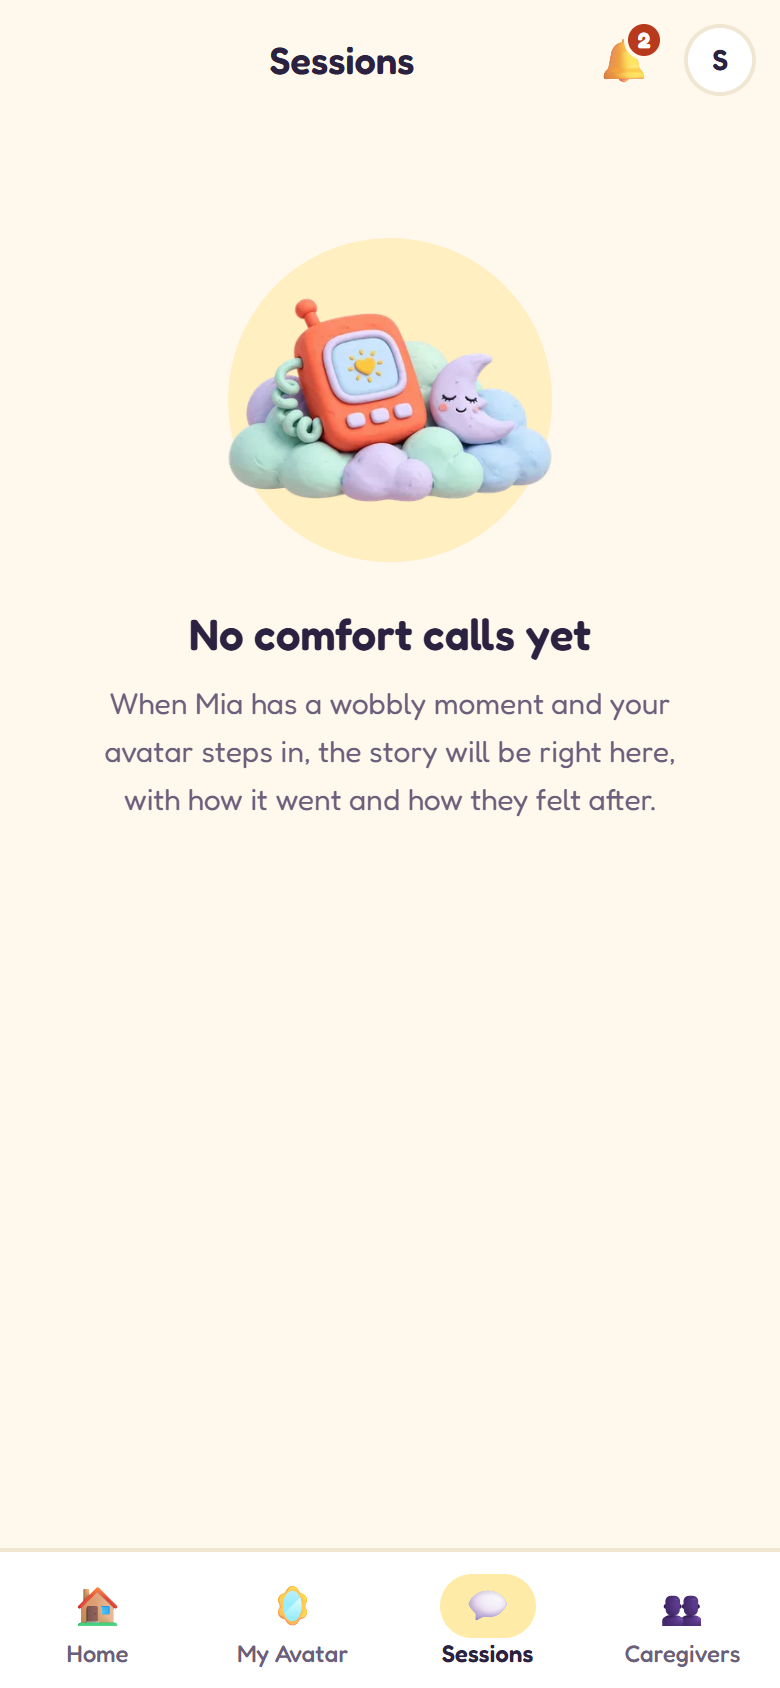 Sessions
2
S
No comfort calls yet
When Mia has a wobbly moment and your
avatar steps in, the story will be right here,
with how it went and how they felt after.
Home
My Avatar
Sessions
Caregivers